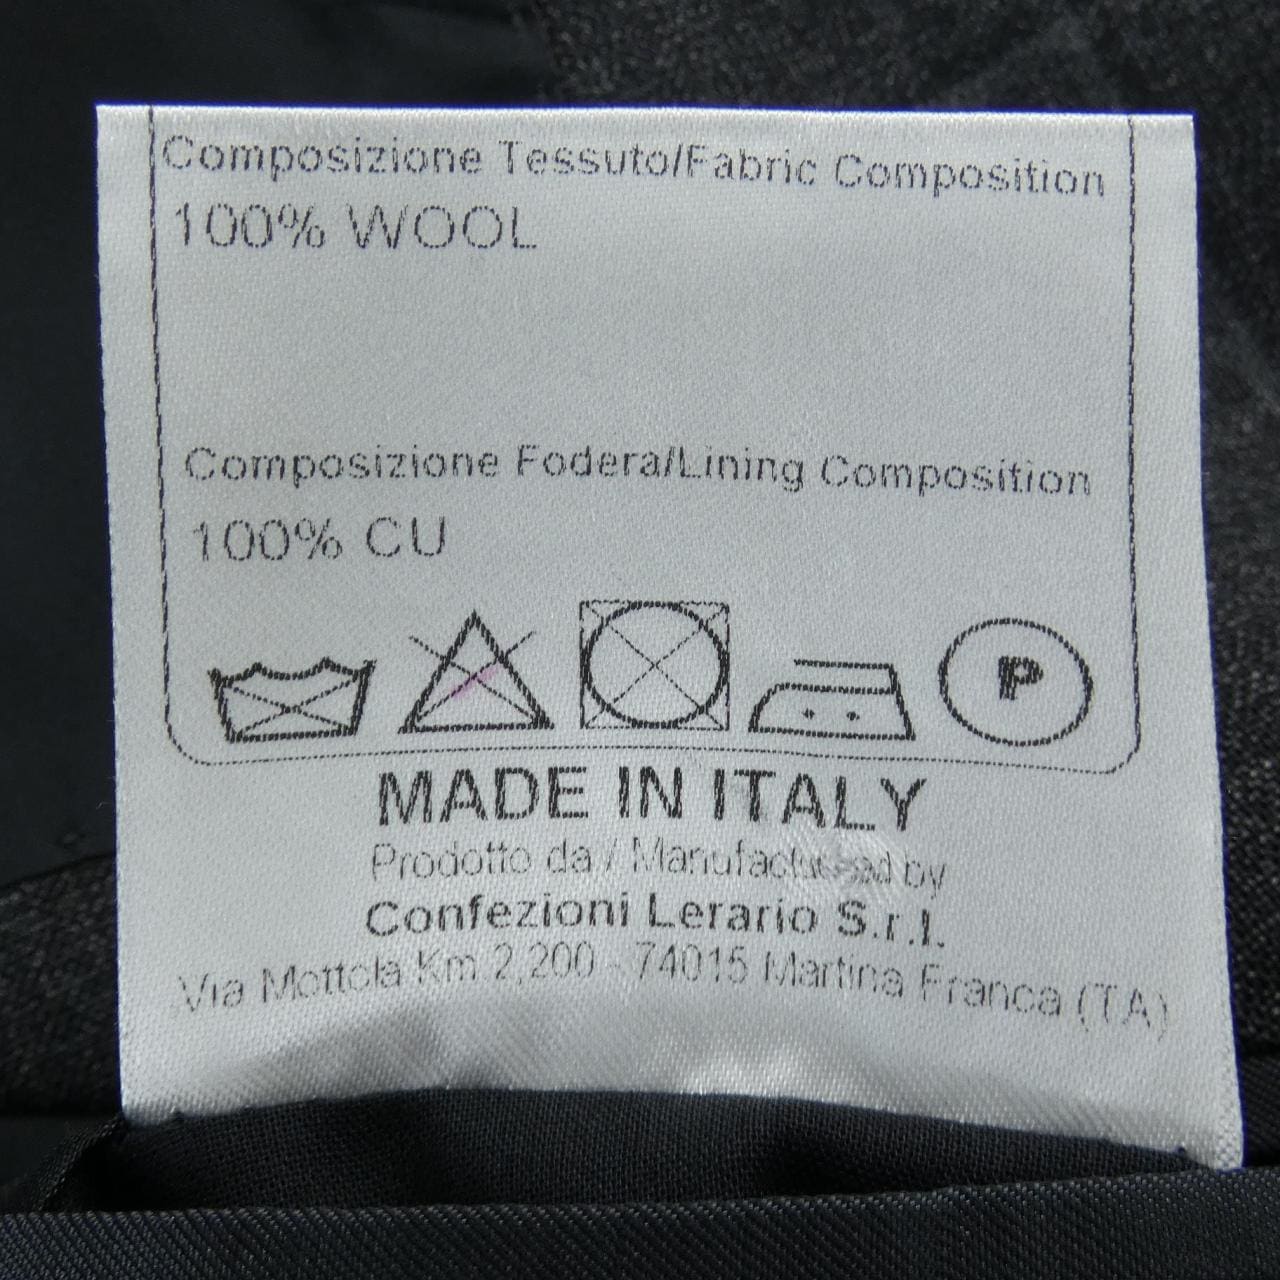 Composizione Tessuto/Fabric Composition
100% WOOL
Composizione Fodera/Lining Composition
100% CU
P
MADE IN ITALY
Prodotto da / Manufactured by
Confezioni Lerario S.r.l.
Via Mottola Km 2,200 - 74015 Martina Franca (TA)